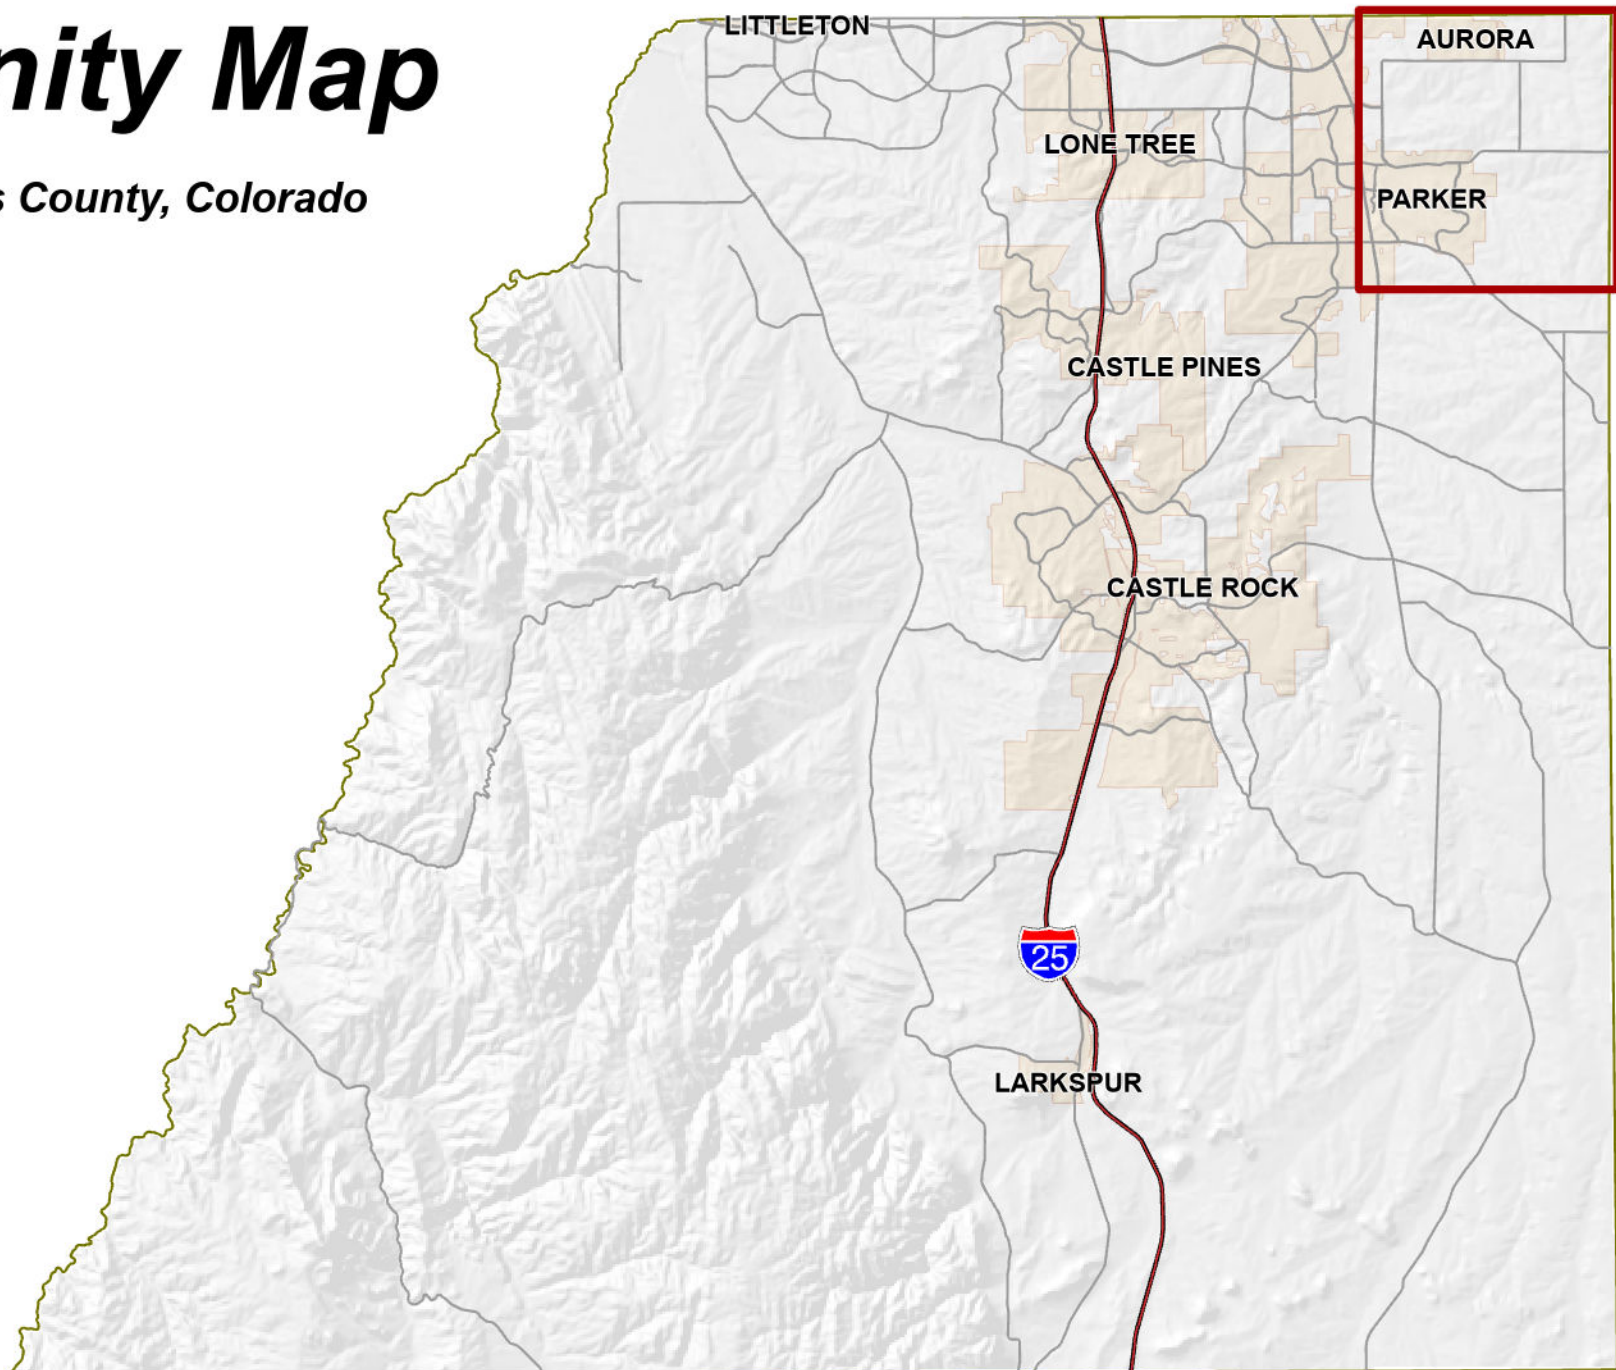 nity Map
s County, Colorado
LITTLETON
AURORA
LONE TREE
PARKER
CASTLE PINES
CASTLE ROCK
25
LARKSPUR